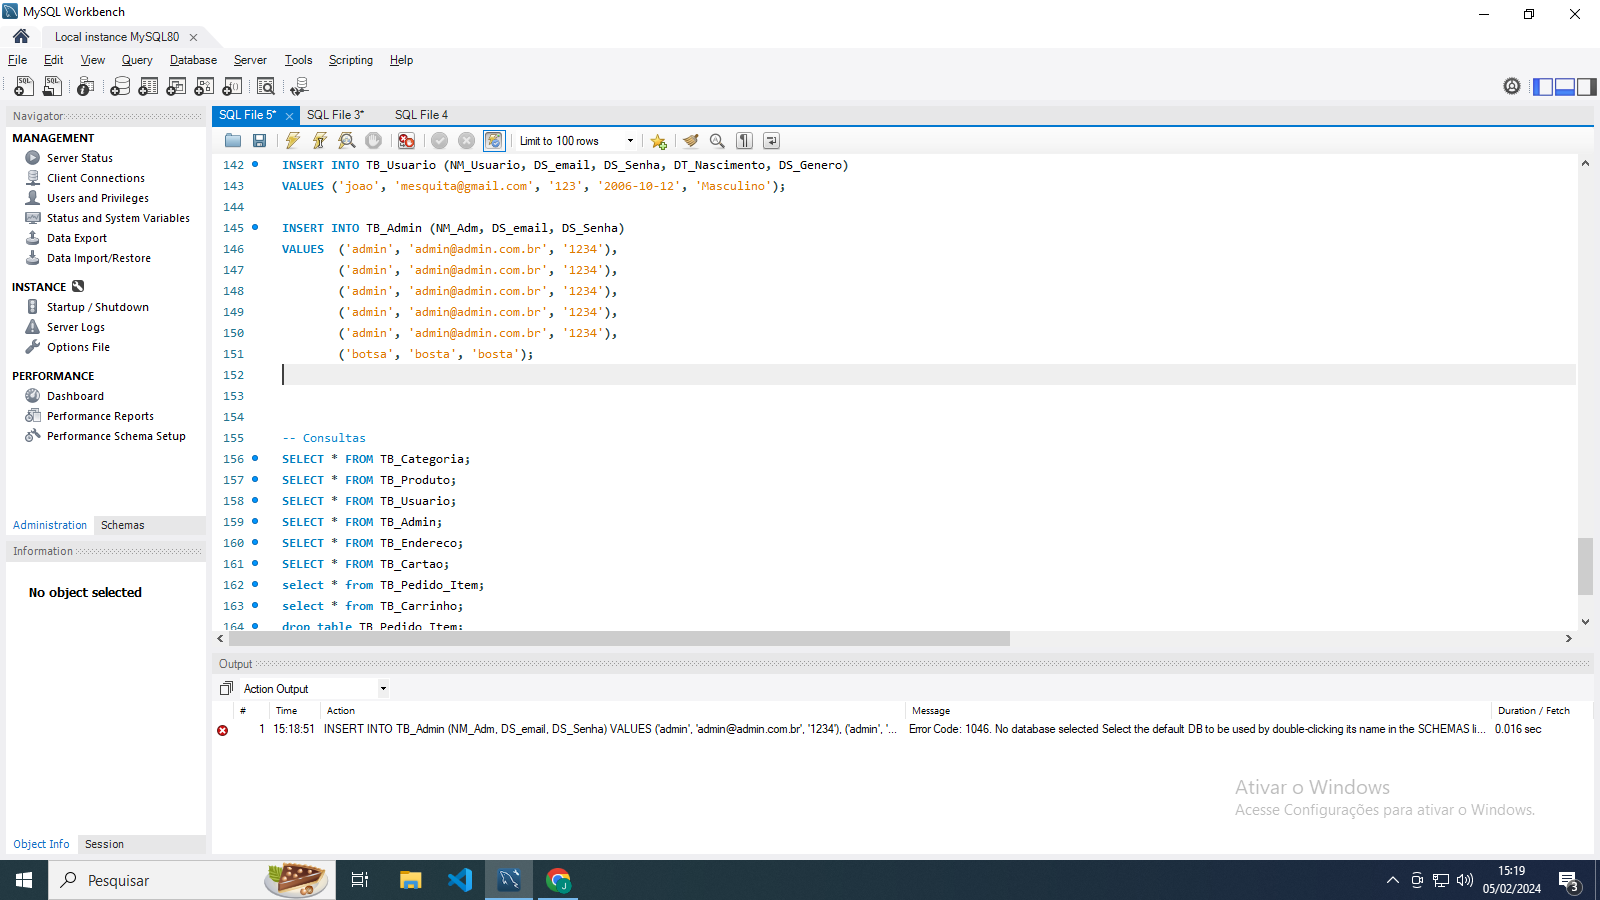 MySQL Workbench
Local instance MySQL80
File Edit View Query Database Server Tools Scripting Help
Navigator
MANAGEMENT
Server Status
Client Connections
Users and Privileges
Status and System Variables
Data Export
Data Import/Restore
INSTANCE
Startup / Shutdown
Server Logs
Options File
PERFORMANCE
Dashboard
Performance Reports
Performance Schema Setup
Administration Schemas
Information
No object selected
Object Info Session
SQL File 5* SQL File 3* SQL File 4
Limit to 100 rows
142 INSERT INTO TB_Usuario (NM_Usuario, DS_email, DS_Senha, DT_Nascimento, DS_Genero)
143 VALUES ('joao', 'mesquita@gmail.com', '123', '2006-10-12', 'Masculino');
144
145 INSERT INTO TB_Admin (NM_Adm, DS_email, DS_Senha)
146 VALUES ('admin', 'admin@admin.com.br', '1234'),
147 ('admin', 'admin@admin.com.br', '1234'),
148 ('admin', 'admin@admin.com.br', '1234'),
149 ('admin', 'admin@admin.com.br', '1234'),
150 ('admin', 'admin@admin.com.br', '1234'),
151 ('botsa', 'bosta', 'bosta');
152
153
154
155 -- Consultas
156 SELECT * FROM TB_Categoria;
157 SELECT * FROM TB_Produto;
158 SELECT * FROM TB_Usuario;
159 SELECT * FROM TB_Admin;
160 SELECT * FROM TB_Endereco;
161 SELECT * FROM TB_Cartao;
162 select * from TB_Pedido_Item;
163 select * from TB_Carrinho;
164 drop table TB_Pedido_Item;
Output
Action Output
# Time Action Message Duration / Fetch
1 15:18:51 INSERT INTO TB_Admin (NM_Adm, DS_email, DS_Senha) VALUES ('admin', 'admin@admin.com.br', '1234'), ('admin', '... Error Code: 1046. No database selected Select the default DB to be used by double-clicking its name in the SCHEMAS li... 0.016 sec
Ativar o Windows
Acesse Configurações para ativar o Windows.
Pesquisar
15:19
05/02/2024
3